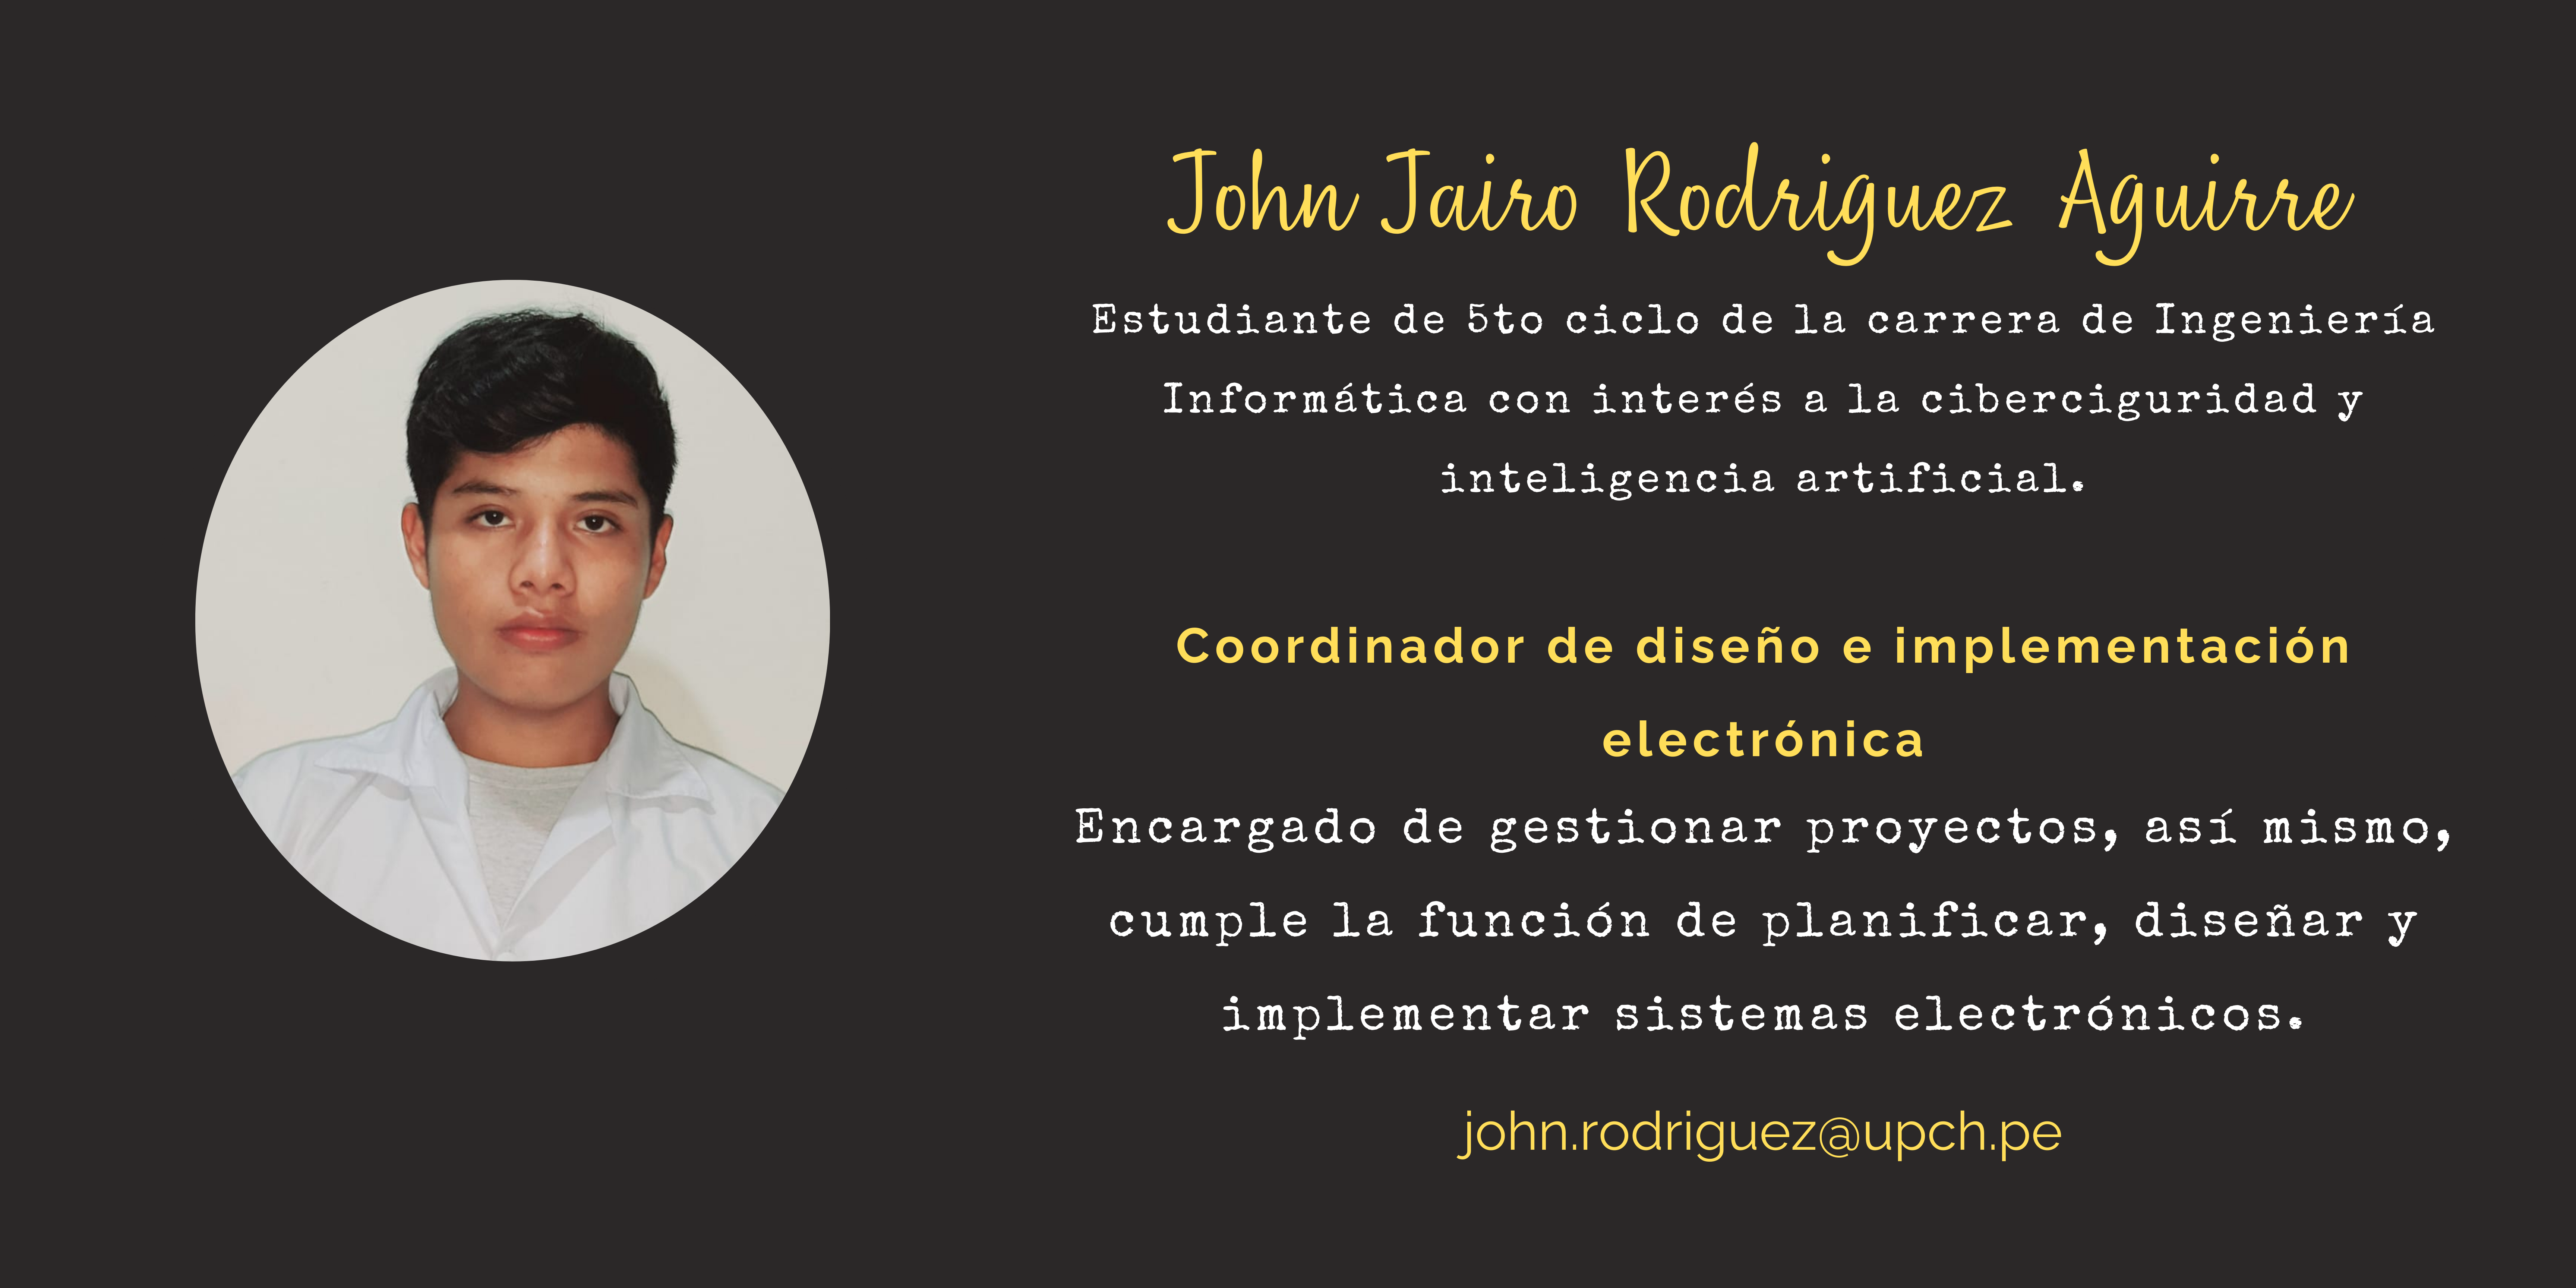 John Jairo Rodriguez Aguirre
Estudiante de 5to ciclo de la carrera de Ingeniería
Informática con interés a la ciberciguridad y
inteligencia artificial.
Coordinador de diseño e implementación
electrónica
Encargado de gestionar proyectos, así mismo,
cumple la función de planificar, diseñar y
implementar sistemas electrónicos.
john.rodriguez@upch.pe